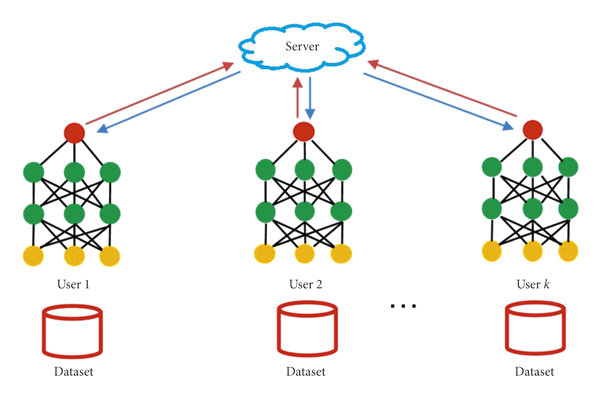 Server
User 1
User 2
User k
...
Dataset
Dataset
Dataset